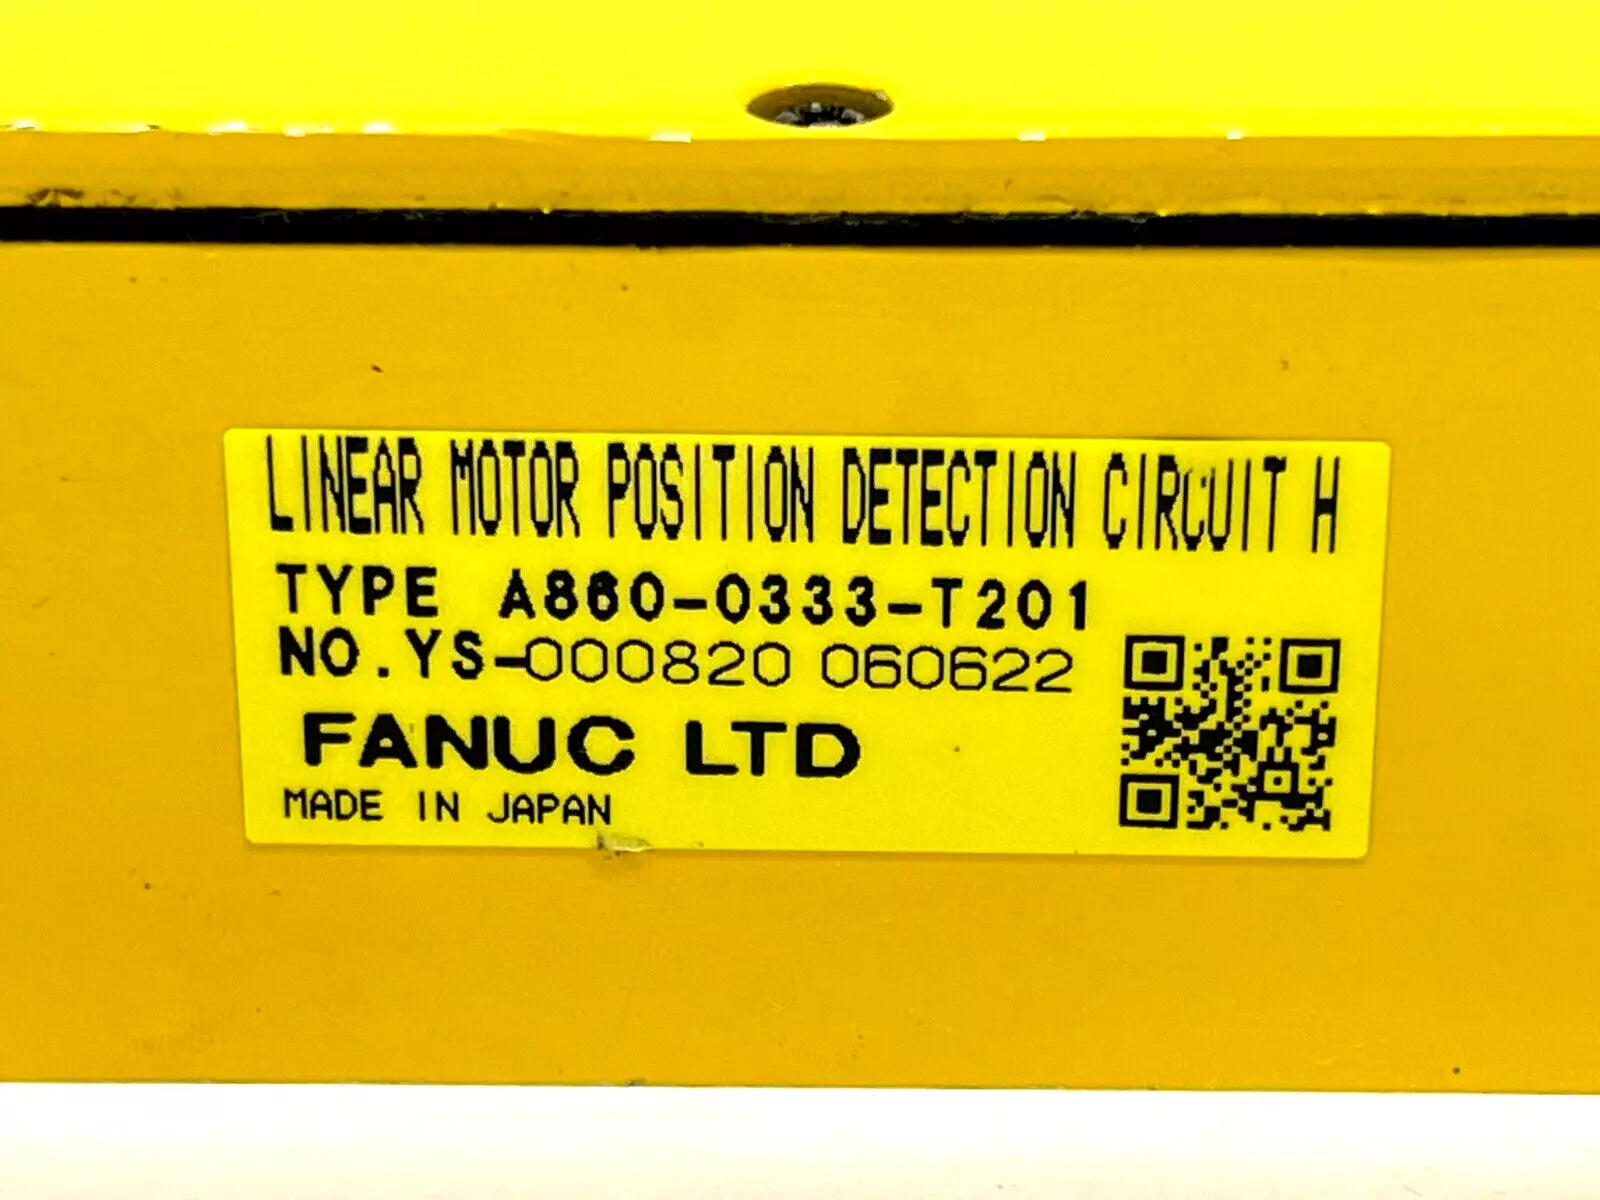 LINEAR MOTOR POSITION DETECTION CIRCUIT H
TYPE A860-0333-T201
NO.YS-000820 060622
FANUC LTD
MADE IN JAPAN